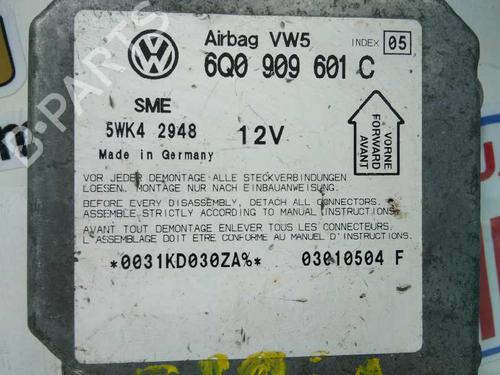 Airbag VW5
INDEX 05
6Q0 909 601 C
SME
5WK4 2948
12V
Made in Germany
VORNE
FORWARD
AVANT
VOR JEDER DEMONTAGE ALLE STECKVERBINDUNGEN
LOESEN. MONTAGE NUR NACH EINBAUANWEISUNG.
BEFORE EVERY DISASSEMBLY, DETACH ALL CONNECTORS.
ASSEMBLE STRICTLY ACCORDING TO MANUAL INSTRUCTIONS.
AVANT TOUT DEMONTAGE ENLEVER TOUS LES CONNECTEURS.
L'ASSEMBLAGE DOIT ETRE CONFORME AU MANUEL D'INSTRUCTIONS.
*0031KD030ZA%*
03010504 F
B-PARTS